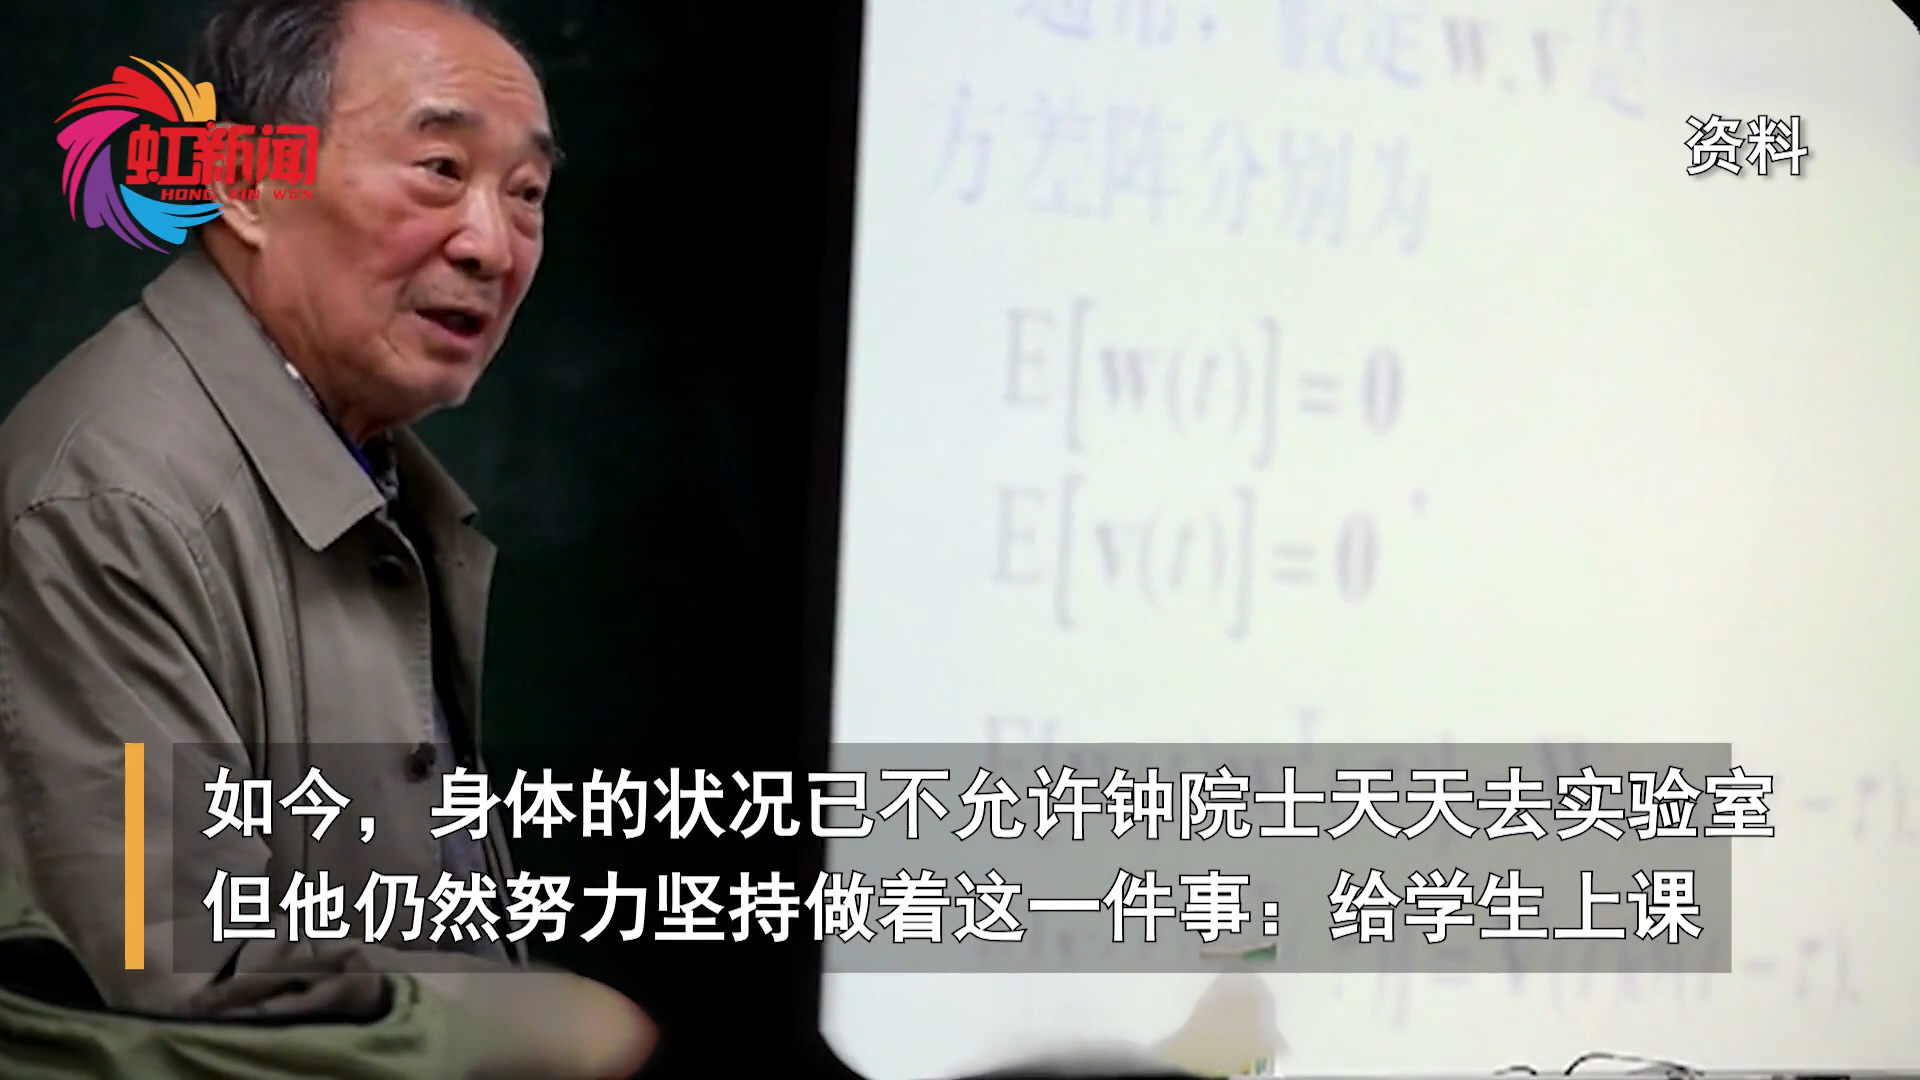 虹新闻
HONG XIN WEN
资料
方差阵分别为
E[w(t)]=0
E[v(t)]=0
如今，身体的状况已不允许钟院士天天去实验室
但他仍然努力坚持做着这一件事：给学生上课